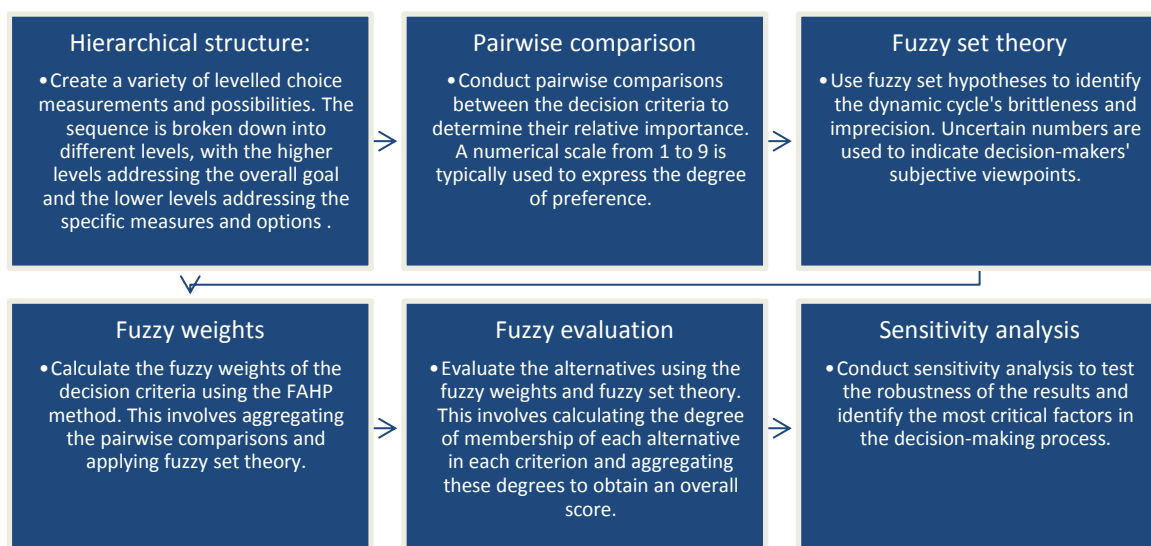 Hierarchical structure:
•Create a variety of levelled choice
measurements and possibilities. The
sequence is broken down into
different levels, with the higher
levels addressing the overall goal
and the lower levels addressing the
specific measures and options .
Pairwise comparison
•Conduct pairwise comparisons
between the decision criteria to
determine their relative importance.
A numerical scale from 1 to 9 is
typically used to express the degree
of preference.
Fuzzy set theory
•Use fuzzy set hypotheses to identify
the dynamic cycle's brittleness and
imprecision. Uncertain numbers are
used to indicate decision-makers'
subjective viewpoints.
Fuzzy weights
•Calculate the fuzzy weights of the
decision criteria using the FAHP
method. This involves aggregating
the pairwise comparisons and
applying fuzzy set theory.
Fuzzy evaluation
•Evaluate the alternatives using the
fuzzy weights and fuzzy set theory.
This involves calculating the degree
of membership of each alternative
in each criterion and aggregating
these degrees to obtain an overall
score.
Sensitivity analysis
•Conduct sensitivity analysis to test
the robustness of the results and
identify the most critical factors in
the decision-making process.